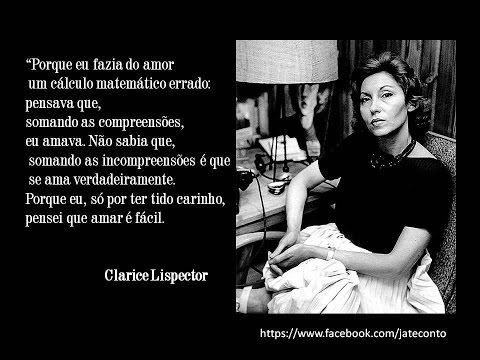 “Porque eu fazia do amor
um cálculo matemático errado:
pensava que,
somando as compreensões,
eu amava. Não sabia que,
somando as incompreensões é que
se ama verdadeiramente.
Porque eu, só por ter tido carinho,
pensei que amar é fácil.
Clarice Lispector
https://www.facebook.com/jateconto